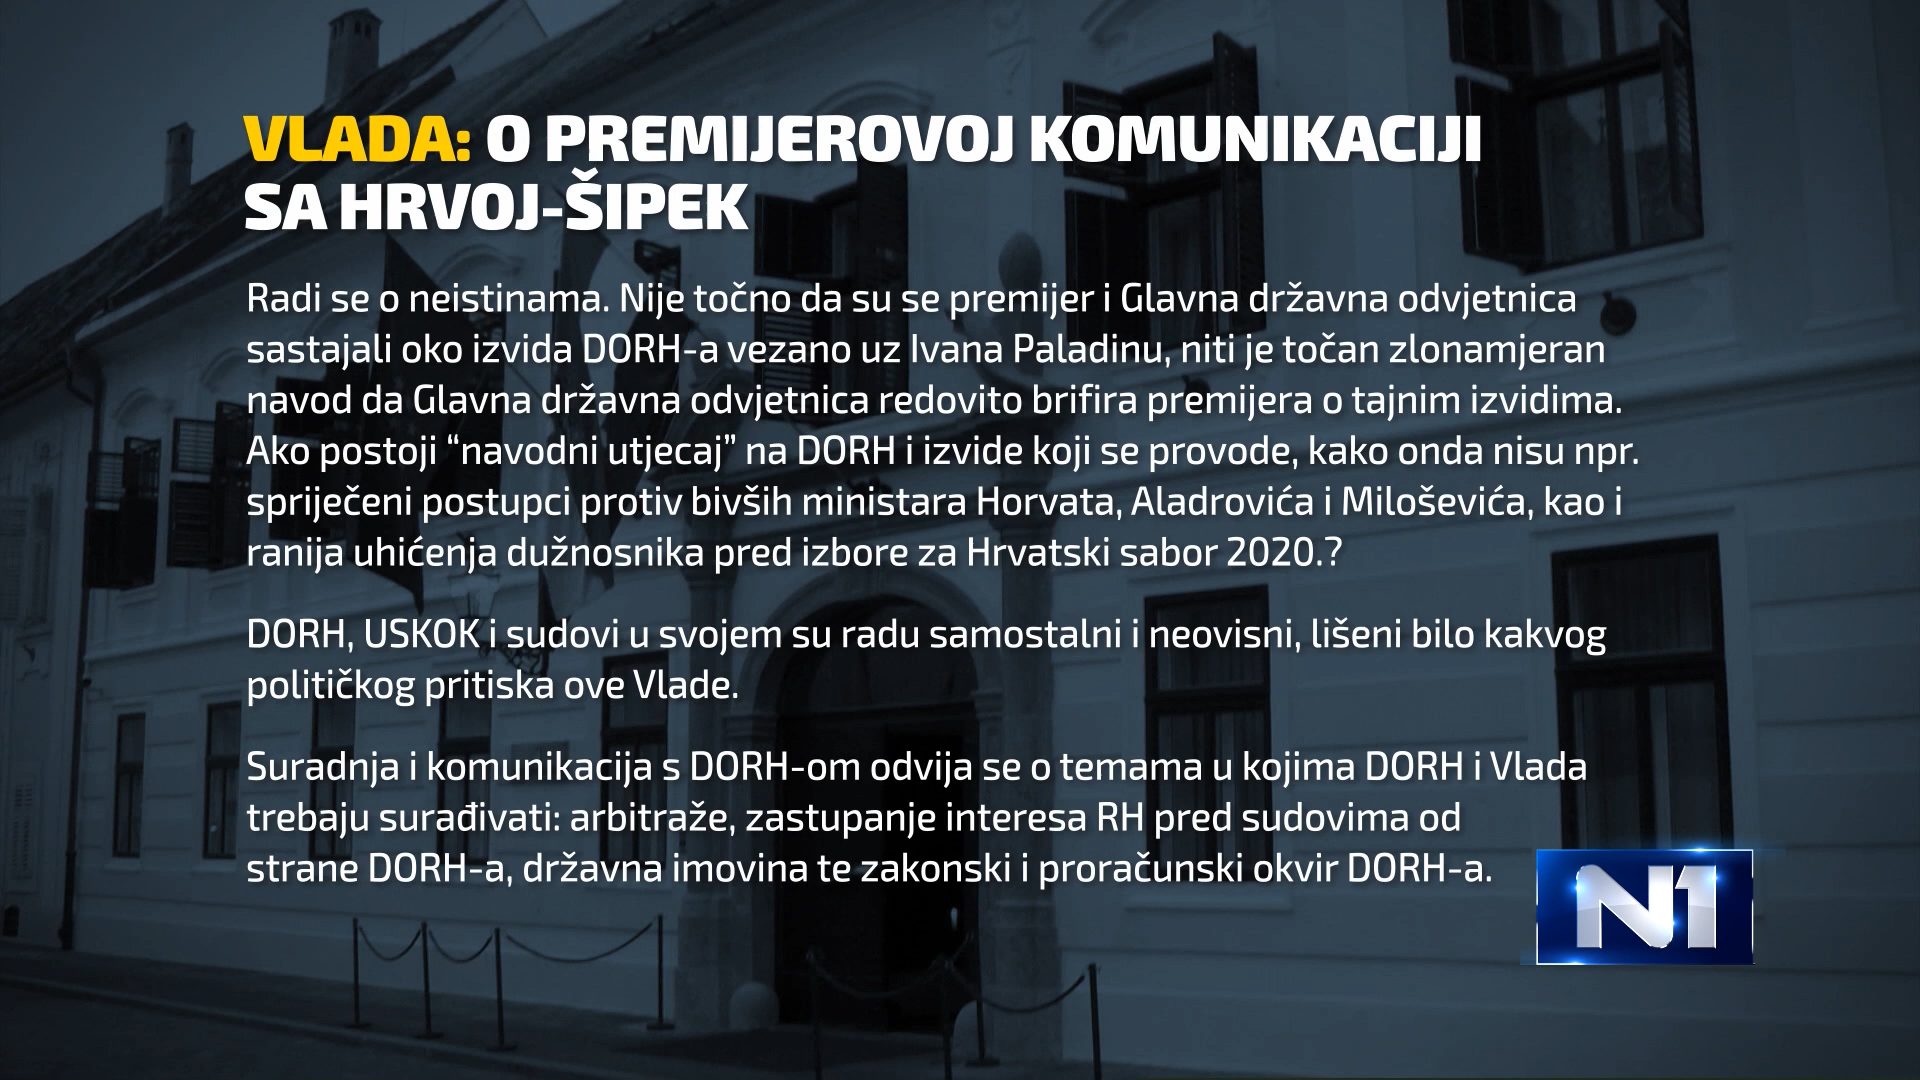 VLADA: O PREMIJEROVOJ KOMUNIKACIJI
SA HRVOJ-ŠIPEK
Radi se o neistinama. Nije točno da su se premijer i Glavna državna odvjetnica
sastajali oko izvida DORH-a vezano uz Ivana Paladinu, niti je točan zlonamjeran
navod da Glavna državna odvjetnica redovito brifira premijera o tajnim izvidima.
Ako postoji “navodni utjecaj” na DORH i izvide koji se provode, kako onda nisu npr.
spriječeni postupci protiv bivših ministara Horvata, Aladrovića i Miloševića, kao i
ranija uhićenja dužnosnika pred izbore za Hrvatski sabor 2020.?
DORH, USKOK i sudovi u svojem su radu samostalni i neovisni, lišeni bilo kakvog
političkog pritiska ove Vlade.
Suradnja i komunikacija s DORH-om odvija se o temama u kojima DORH i Vlada
trebaju surađivati: arbitraže, zastupanje interesa RH pred sudovima od
strane DORH-a, državna imovina te zakonski i proračunski okvir DORH-a.
N1